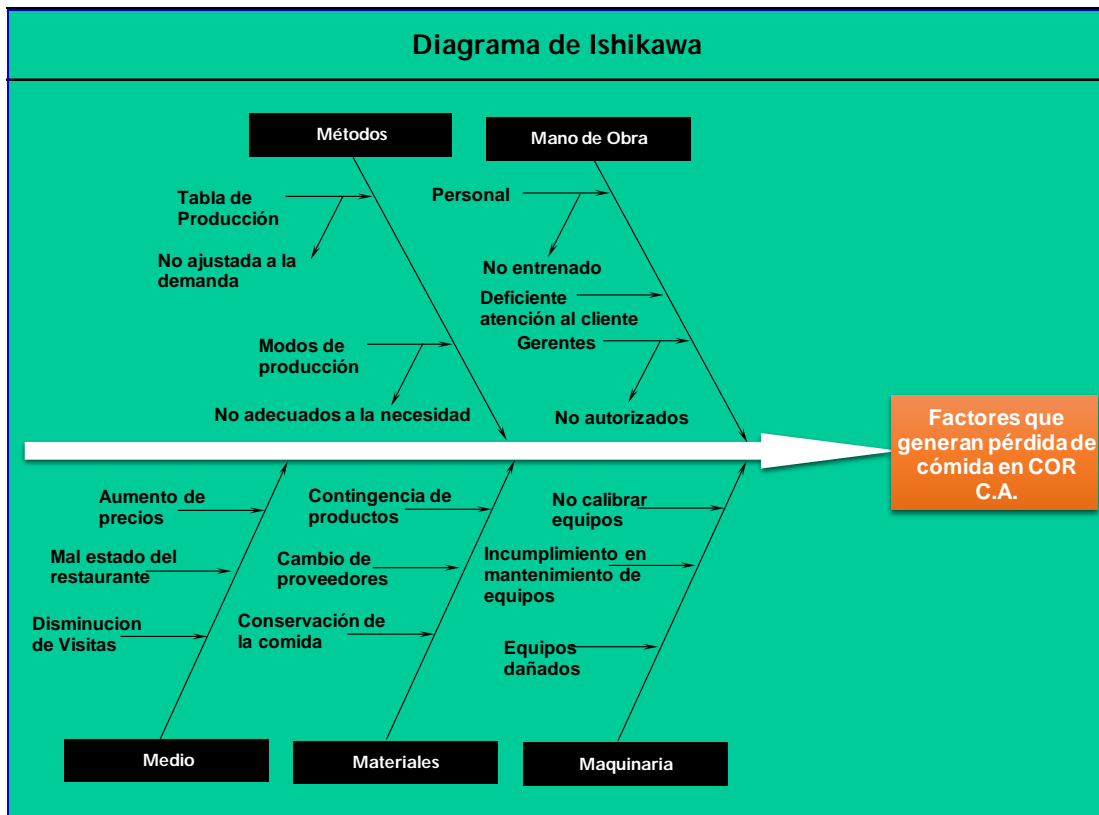 Diagrama de Ishikawa
Métodos
Mano de Obra
Tabla de
Producción
No ajustada a la
demanda
Modos de
producción
No adecuados a la necesidad
Personal
No entrenado
Deficiente
atención al cliente
Gerentes
No autorizados
Factores que
generan pérdida de
cómida en COR
C.A.
Aumento de
precios
Mal estado del
restaurante
Disminucion
de Visitas
Contingencia de
productos
Cambio de
proveedores
Conservación de
la comida
No calibrar
equipos
Incumplimiento en
mantenimiento de
equipos
Equipos
dañados
Medio
Materiales
Maquinaria